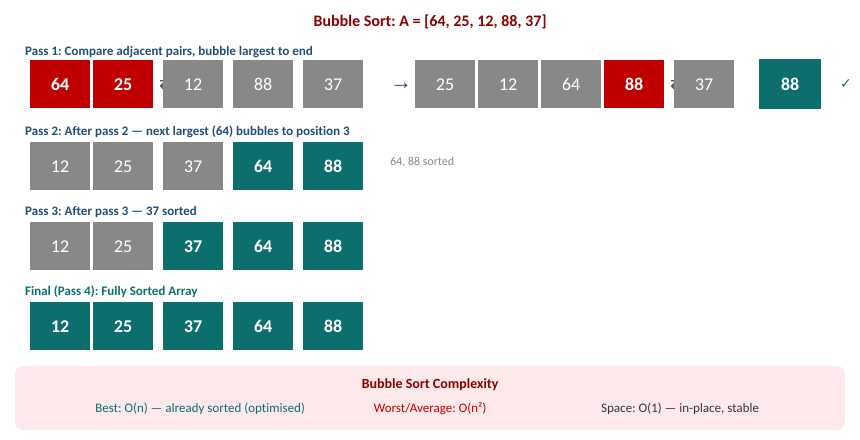 Bubble Sort: A = [64, 25, 12, 88, 37]
Pass 1: Compare adjacent pairs, bubble largest to end
64 25 12 88 37 → 25 12 64 88 37 88 ✓
Pass 2: After pass 2 — next largest (64) bubbles to position 3
12 25 37 64 88 64, 88 sorted
Pass 3: After pass 3 — 37 sorted
12 25 37 64 88
Final (Pass 4): Fully Sorted Array
12 25 37 64 88
Bubble Sort Complexity
Best: O(n) — already sorted (optimised) Worst/Average: O(n²) Space: O(1) — in-place, stable